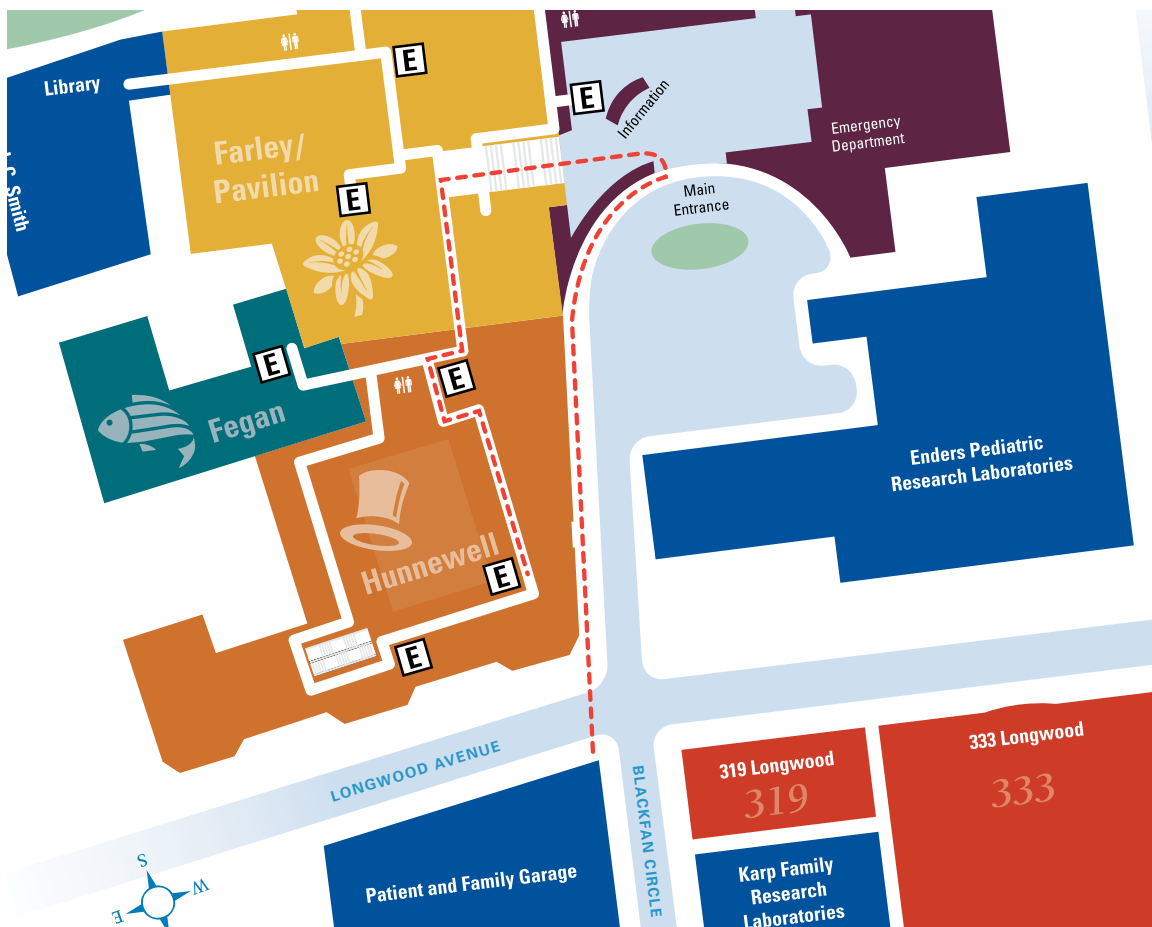 E
Library
E
Information
Farley/
Pavilion
Emergency
Department
Smith
E
Main
Entrance
E
E
Fegan
Enders Pediatric
Research Laboratories
Hunnewell
E
E
LONGWOOD AVENUE
319 Longwood
319
333 Longwood
333
BLACKFAN CIRCLE
Patient and Family Garage
Karp Family
Research
Laboratories
S
W
E